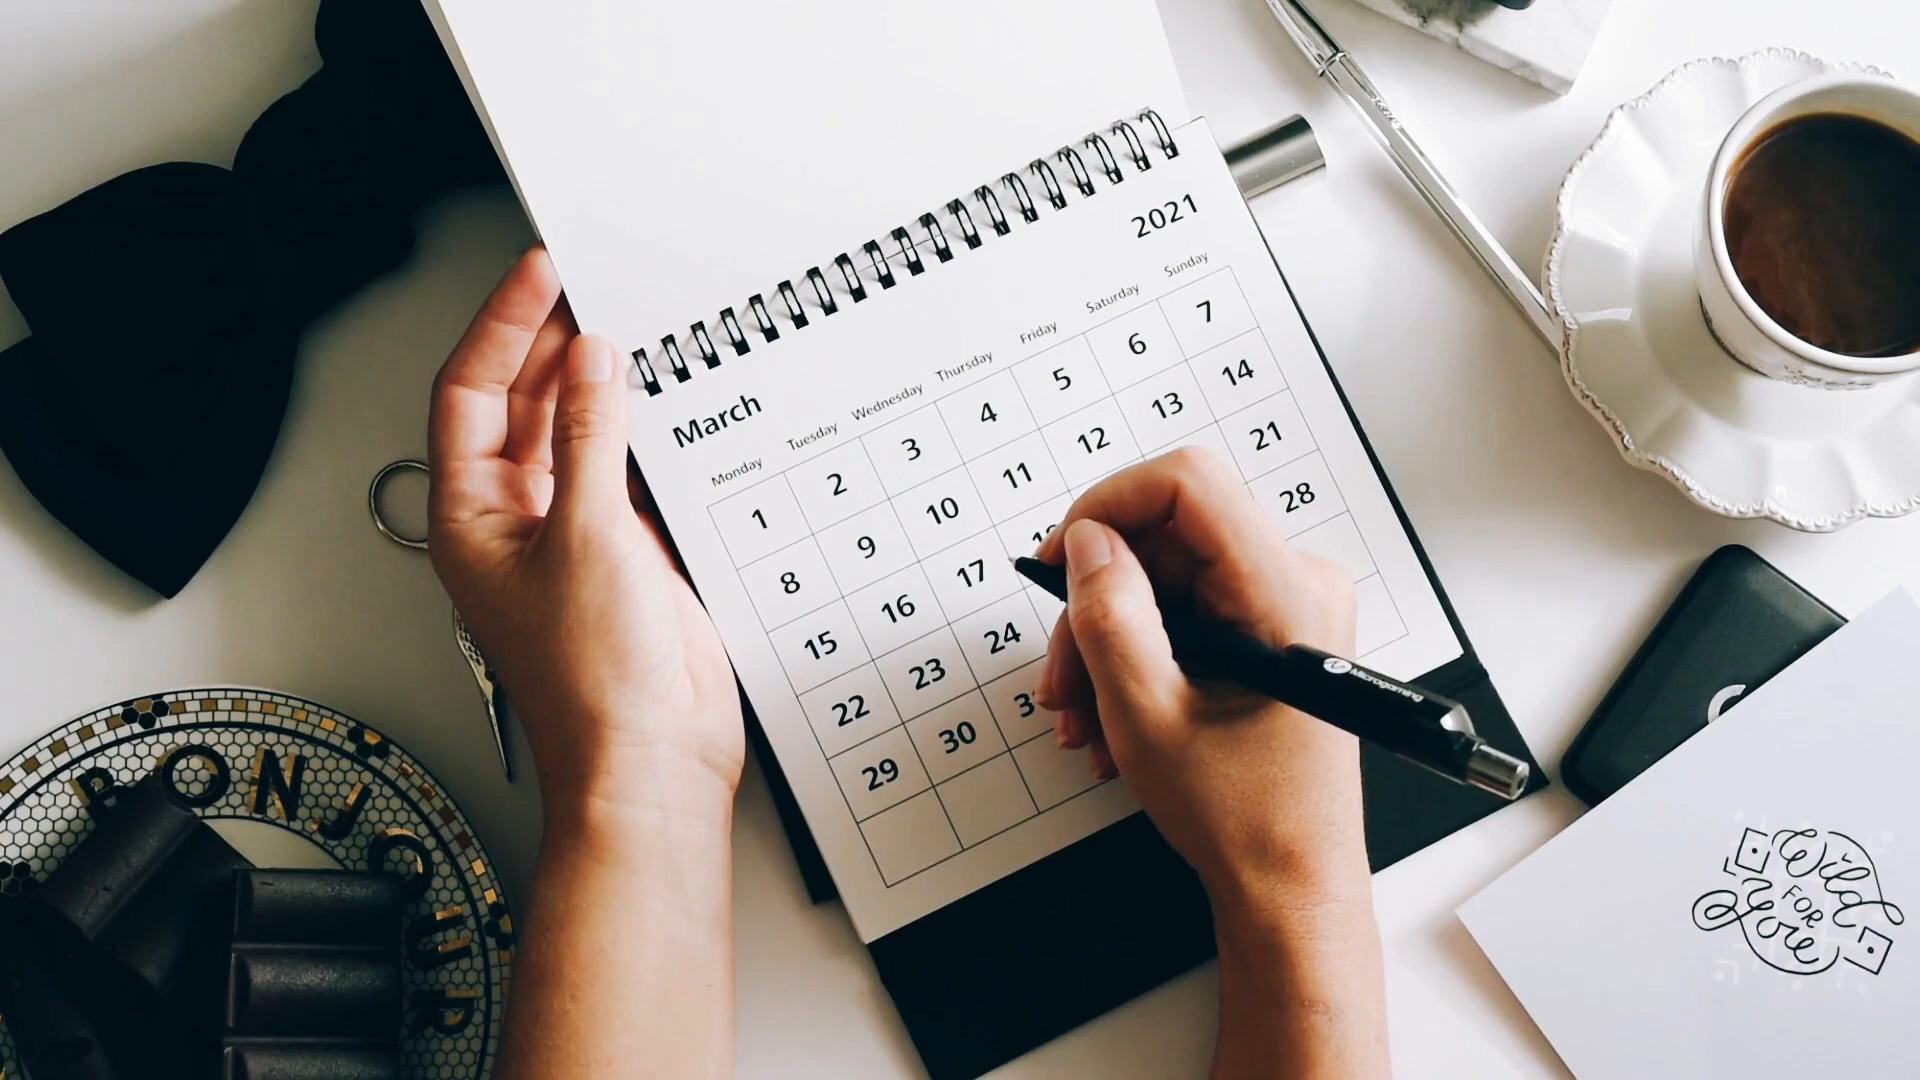 2021
March
Monday Tuesday Wednesday Thursday Friday Saturday Sunday
1 2 3 4 5 6 7
8 9 10 11 12 13 14
15 16 17 21
22 23 24 28
29 30
Microgaming
BONJOUR
Wild
FOR
You